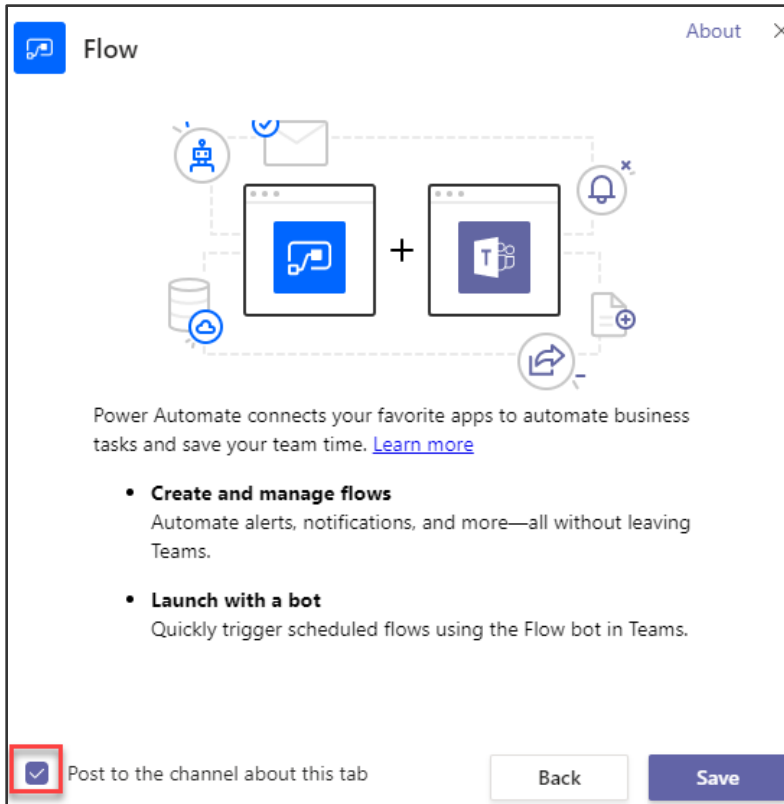 Flow
About
T
Power Automate connects your favorite apps to automate business
tasks and save your team time. Learn more
• Create and manage flows
Automate alerts, notifications, and more—all without leaving
Teams.
• Launch with a bot
Quickly trigger scheduled flows using the Flow bot in Teams.
Post to the channel about this tab
Back
Save